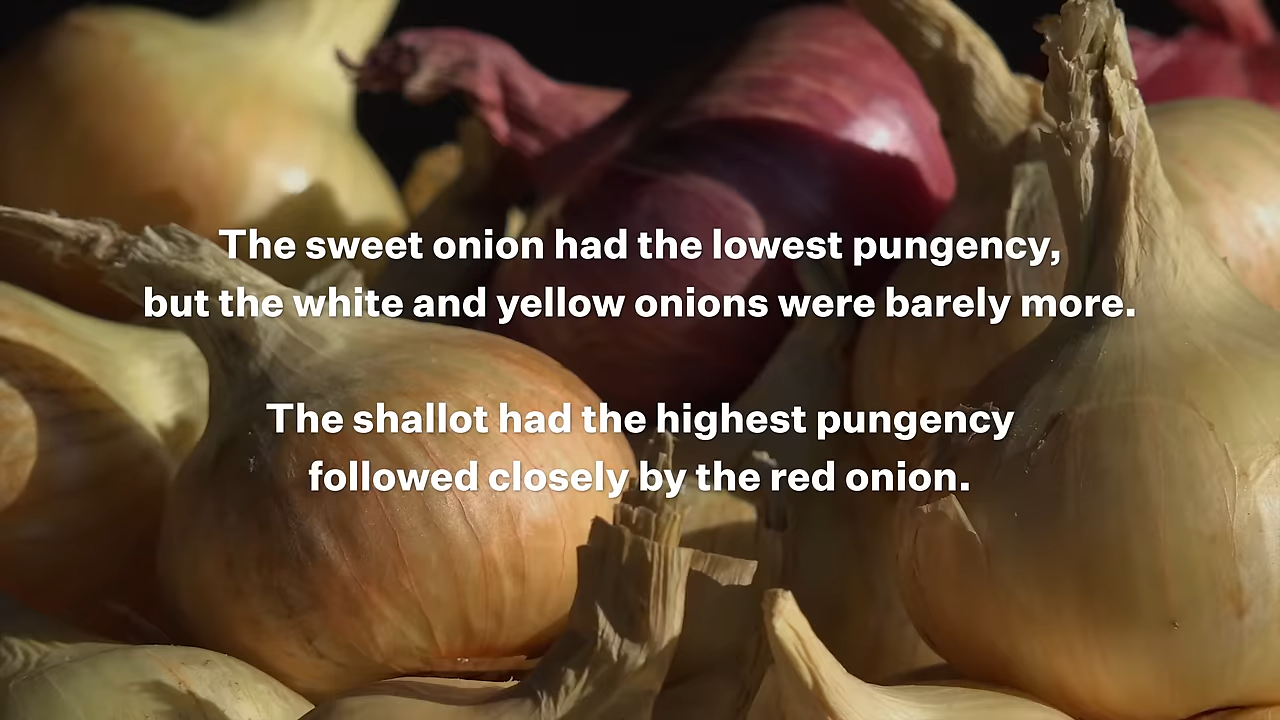 The sweet onion had the lowest pungency,
but the white and yellow onions were barely more.
The shallot had the highest pungency
followed closely by the red onion.